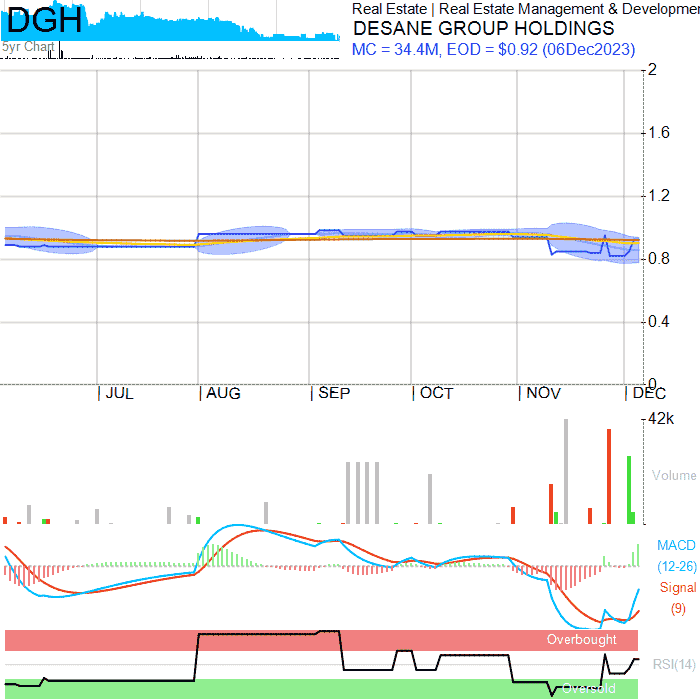 DGH
5yr Chart
Real Estate | Real Estate Management & Developmen
DESANE GROUP HOLDINGS
MC = 34.4M, EOD = $0.92 (06Dec2023)
2
1.6
1.2
0.8
0.4
0
| JUL | AUG | SEP | OCT | NOV | DEC
42k
Volume
MACD
(12-26)
Signal
(9)
Overbought
RSI(14)
Oversold